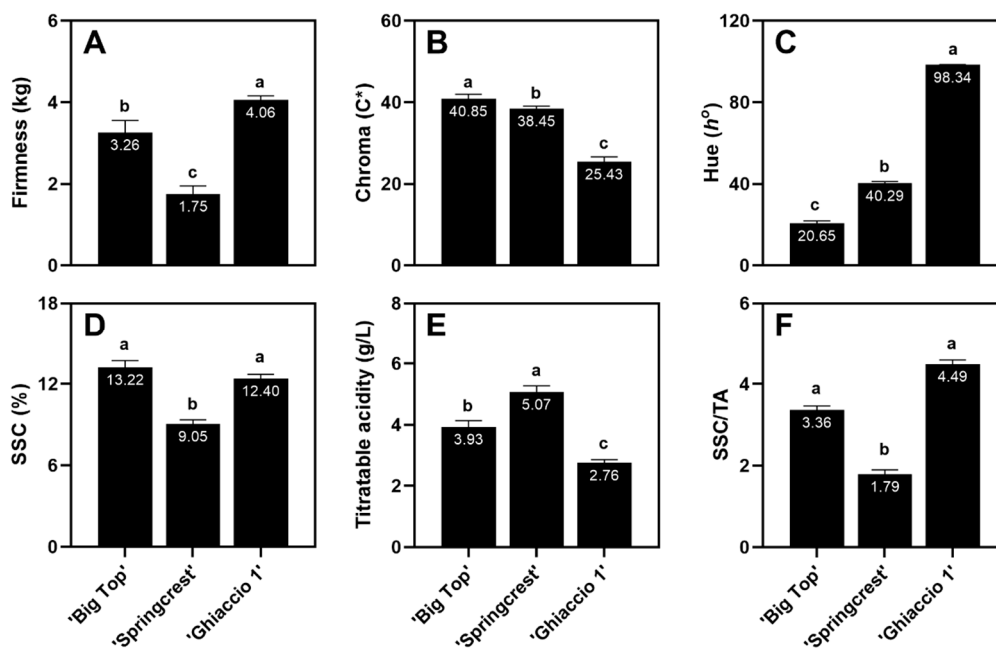 A
Firmness (kg)
6
4
2
0
b
3.26
c
1.75
a
4.06
B
Chroma (C*)
60
40
20
0
a
40.85
b
38.45
c
25.43
C
Hue (h°)
120
80
40
0
c
20.65
b
40.29
a
98.34
D
SSC (%)
18
12
6
0
a
13.22
b
9.05
a
12.40
'Big Top'
'Springcrest'
'Ghiaccio 1'
E
Titratable acidity (g/L)
8
6
4
2
0
b
3.93
a
5.07
c
2.76
'Big Top'
'Springcrest'
'Ghiaccio 1'
F
SSC/TA
6
4
2
0
a
3.36
b
1.79
a
4.49
'Big Top'
'Springcrest'
'Ghiaccio 1'